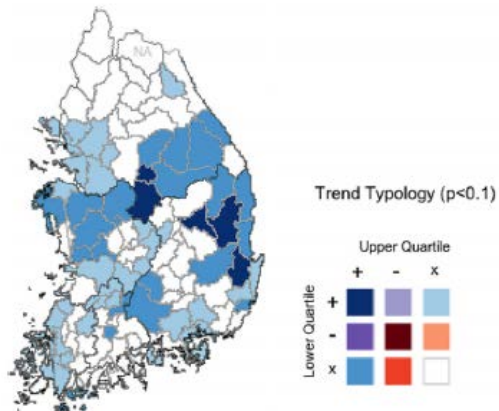 NA
Trend Typology (p<0.1)
Upper Quartile
+ - x
Lower Quartile
+
-
x